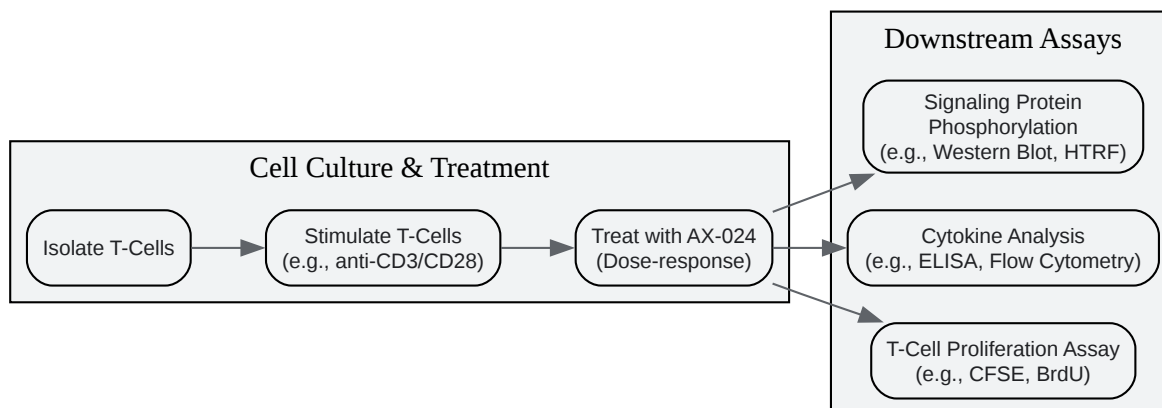 Cell Culture & Treatment
Isolate T-Cells
Stimulate T-Cells
(e.g., anti-CD3/CD28)
Treat with AX-024
(Dose-response)
Downstream Assays
Signaling Protein
Phosphorylation
(e.g., Western Blot, HTRF)
Cytokine Analysis
(e.g., ELISA, Flow Cytometry)
T-Cell Proliferation Assay
(e.g., CFSE, BrdU)